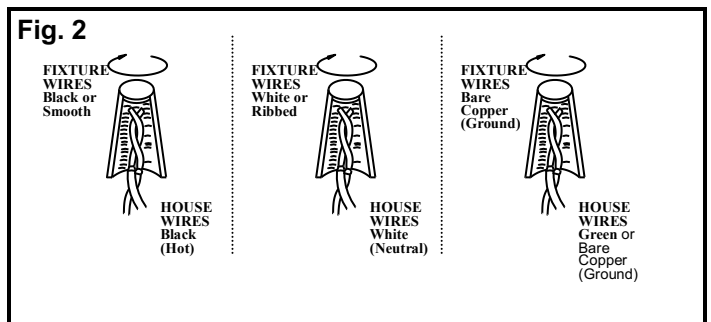 Fig. 2
FIXTURE
WIRES
Black or
Smooth
HOUSE
WIRES
Black
(Hot)
FIXTURE
WIRES
White or
Ribbed
HOUSE
WIRES
White
(Neutral)
FIXTURE
WIRES
Bare
Copper
(Ground)
HOUSE
WIRES
Green or
Bare
Copper
(Ground)